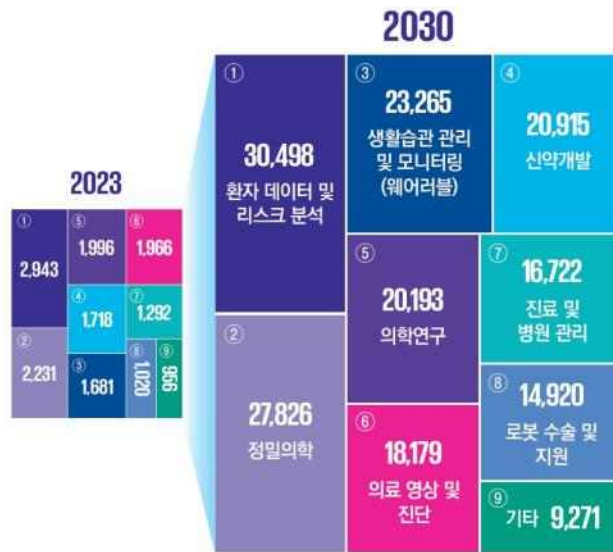 2030
①
30,498
환자 데이터 및
리스크 분석
③
23,265
생활습관 관리
및 모니터링
(웨어러블)
④
20,915
신약개발
⑤
20,193
의학연구
⑦
16,722
진료 및
병원 관리
②
27,826
정밀의학
⑥
18,179
의료 영상 및
진단
⑧
14,920
로봇 수술 및
지원
⑨
기타 9,271
2023
①
2,943
⑤
1,996
⑥
1,966
④
1,718
⑦
1,292
②
2,231
③
1,681
⑧
1,020
⑨
956